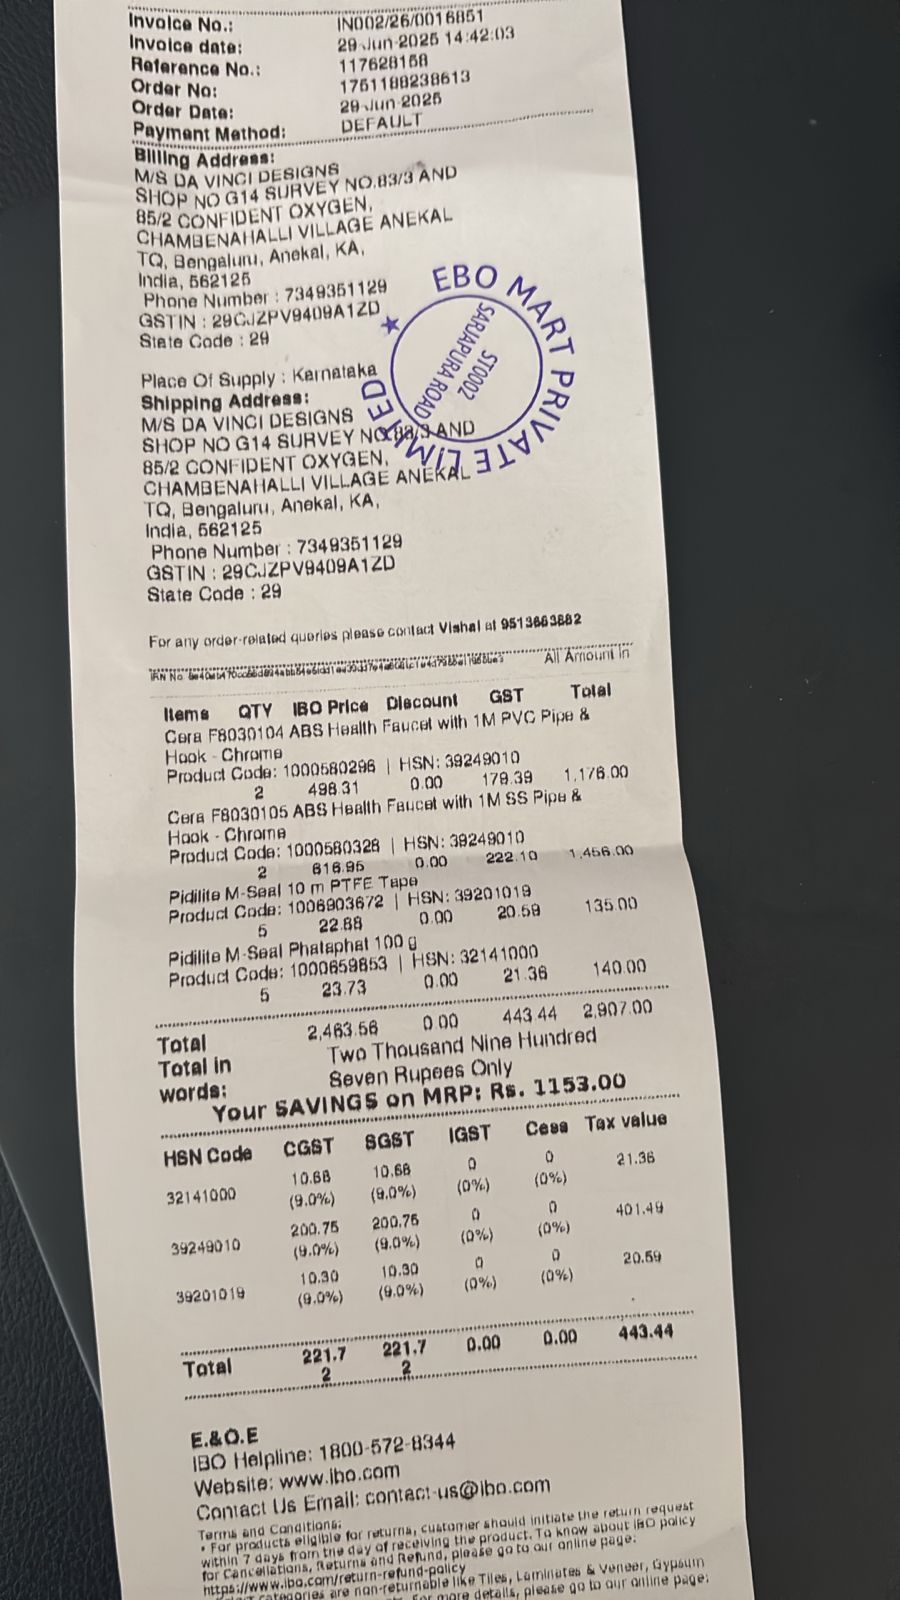 Invoice No.: IN002/26/0016851
Invoice date: 29-Jun-2025 14:42:03
Reference No.: 117628158
Order No: 1751188238613
Order Date: 29-Jun-2025
Payment Method: DEFAULT
Billing Address:
M/S DA VINCI DESIGNS
SHOP NO G14 SURVEY NO.83/3 AND
85/2 CONFIDENT OXYGEN,
CHAMBENAHALLI VILLAGE ANEKAL
TQ, Bengaluru, Anekal, KA,
India, 562125
Phone Number : 7349351129
GSTIN : 29CJZPV9409A1ZD
State Code : 29
EBO MART PRIVATE LIMITED
ST0002
SARJAPURA ROAD
Place Of Supply : Karnataka
Shipping Address:
M/S DA VINCI DESIGNS
SHOP NO G14 SURVEY NO.83/3 AND
85/2 CONFIDENT OXYGEN,
CHAMBENAHALLI VILLAGE ANEKAL
TQ, Bengaluru, Anekal, KA,
India, 562125
Phone Number : 7349351129
GSTIN : 29CJZPV9409A1ZD
State Code : 29
For any order-related queries please contact Vishal at 9513663882
IRN No All Amount In
Items QTY IBO Price Discount GST Total
Cera F8030104 ABS Health Faucet with 1M PVC Pipe &
Hook - Chrome
Product Code: 1000580296 | HSN: 39249010
2 498.31 0.00 179.39 1,176.00
Cera F8030105 ABS Health Faucet with 1M SS Pipe &
Hook - Chrome
Product Code: 1000580328 | HSN: 39249010
2 616.95 0.00 222.10 1,456.00
Pidilite M-Seal 10 m PTFE Tape
Product Code: 1006903672 | HSN: 39201019
5 22.88 0.00 20.59 135.00
Pidilite M-Seal Phataphat 100 g
Product Code: 1000659853 | HSN: 32141000
5 23.73 0.00 21.36 140.00
Total 2,463.56 0.00 443.44 2,907.00
Total in Two Thousand Nine Hundred
words: Seven Rupees Only
Your SAVINGS on MRP: Rs. 1153.00
HSN Code CGST SGST IGST Cess Tax value
32141000 10.68 10.68 0 0 21.36
(9.0%) (9.0%) (0%) (0%)
39249010 200.75 200.75 0 0 401.49
(9.0%) (9.0%) (0%) (0%)
39201019 10.30 10.30 0 0 20.59
(9.0%) (9.0%) (0%) (0%)
Total 221.7 221.7 0.00 0.00 443.44
2 2
E.&O.E
IBO Helpline: 1800-572-8344
Website: www.ibo.com
Contact Us Email: contact-us@ibo.com
Terms and Conditions:
• For products eligible for returns, customer should initiate the return request
within 7 days from the day of receiving the product. To know about IBO policy
for Cancellations, Returns and Refund, please go to our online page:
https://www.ibo.com/return-refund-policy
categories are non-returnable like Tiles, Laminates & Veneer, Gypsum
For more details, please go to our online page: